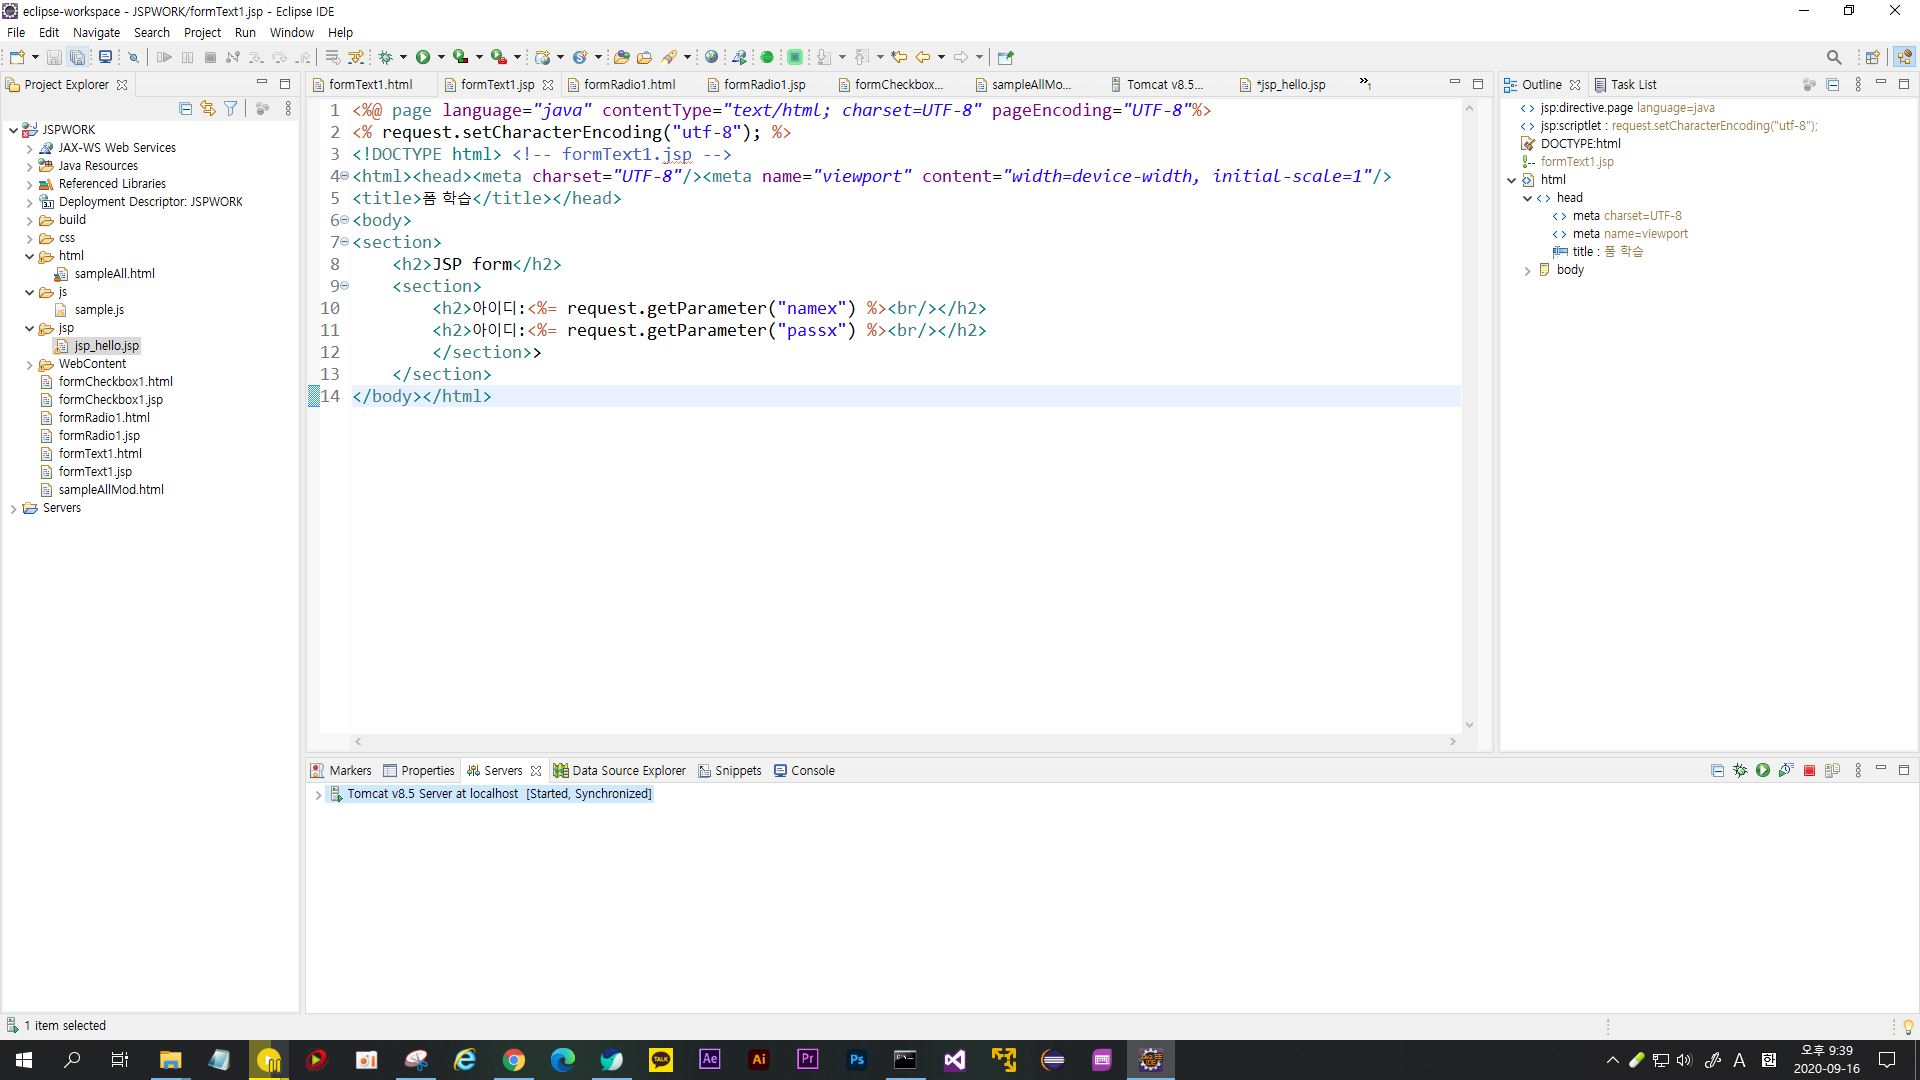 eclipse-workspace - JSPWORK/formText1.jsp - Eclipse IDE
File Edit Navigate Search Project Run Window Help
Project Explorer
JSPWORK
JAX-WS Web Services
Java Resources
Referenced Libraries
Deployment Descriptor: JSPWORK
build
css
html
sampleAll.html
js
sample.js
jsp
jsp_hello.jsp
WebContent
formCheckbox1.html
formCheckbox1.jsp
formRadio1.html
formRadio1.jsp
formText1.html
formText1.jsp
sampleAllMod.html
Servers
formText1.html formText1.jsp formRadio1.html formRadio1.jsp formCheckbox... sampleAllMo... Tomcat v8.5... *jsp_hello.jsp »1
1 <%@ page language="java" contentType="text/html; charset=UTF-8" pageEncoding="UTF-8"%>
2 <% request.setCharacterEncoding("utf-8"); %>
3 <!DOCTYPE html> <!-- formText1.jsp -->
4 <html><head><meta charset="UTF-8"/><meta name="viewport" content="width=device-width, initial-scale=1"/>
5 <title>폼 학습</title></head>
6 <body>
7 <section>
8 <h2>JSP form</h2>
9 <section>
10 <h2>아이디:<%= request.getParameter("namex") %><br/></h2>
11 <h2>아이디:<%= request.getParameter("passx") %><br/></h2>
12 </section>>
13 </section>
14 </body></html>
Outline Task List
jsp:directive.page language=java
jsp:scriptlet : request.setCharacterEncoding("utf-8");
DOCTYPE:html
formText1.jsp
html
head
meta charset=UTF-8
meta name=viewport
title : 폼 학습
body
Markers Properties Servers Data Source Explorer Snippets Console
Tomcat v8.5 Server at localhost [Started, Synchronized]
1 item selected
TALK Ae Ai Pr Ps
A 한
오후 9:39
2020-09-16